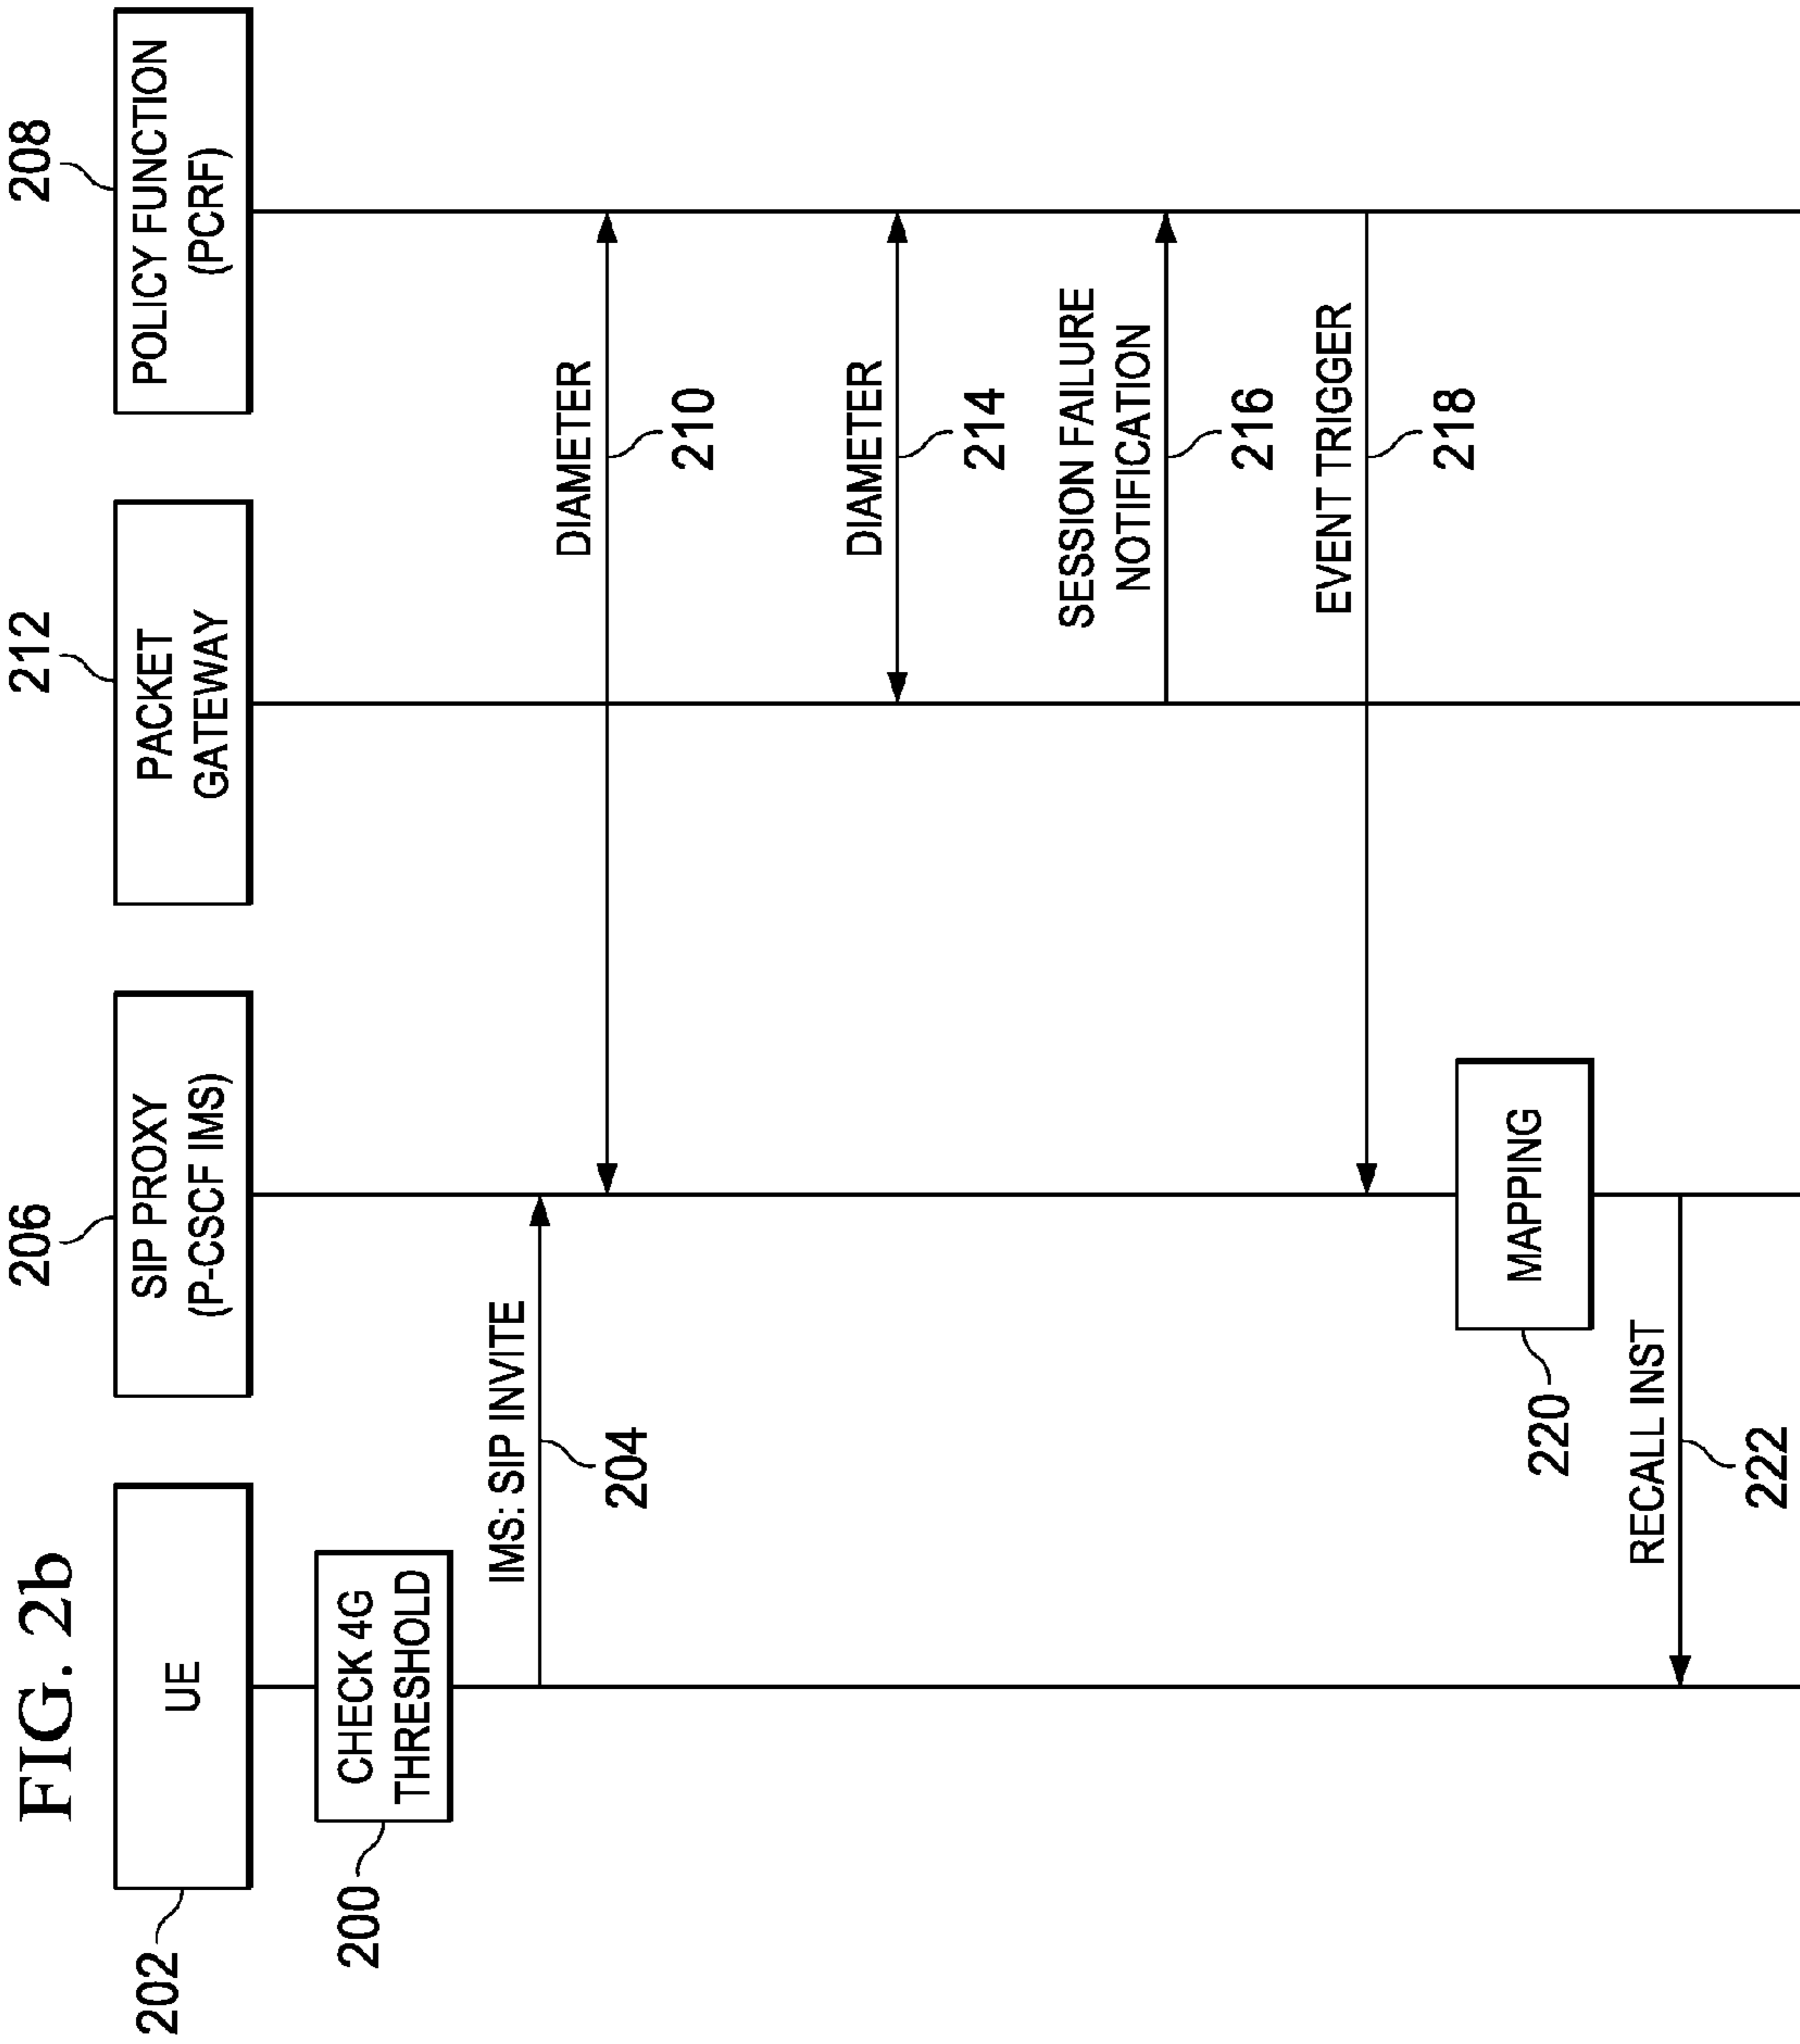 FIG. 2b
202
UE
206
SIP PROXY
(P-CSCF IMS)
212
PACKET
GATEWAY
208
POLICY FUNCTION
(PCRF)
200
CHECK 4G
THRESHOLD
IMS: SIP INVITE
204
DIAMETER
210
DIAMETER
214
SESSION FAILURE
NOTIFICATION
216
EVENT TRIGGER
218
220
MAPPING
RECALL INST
222